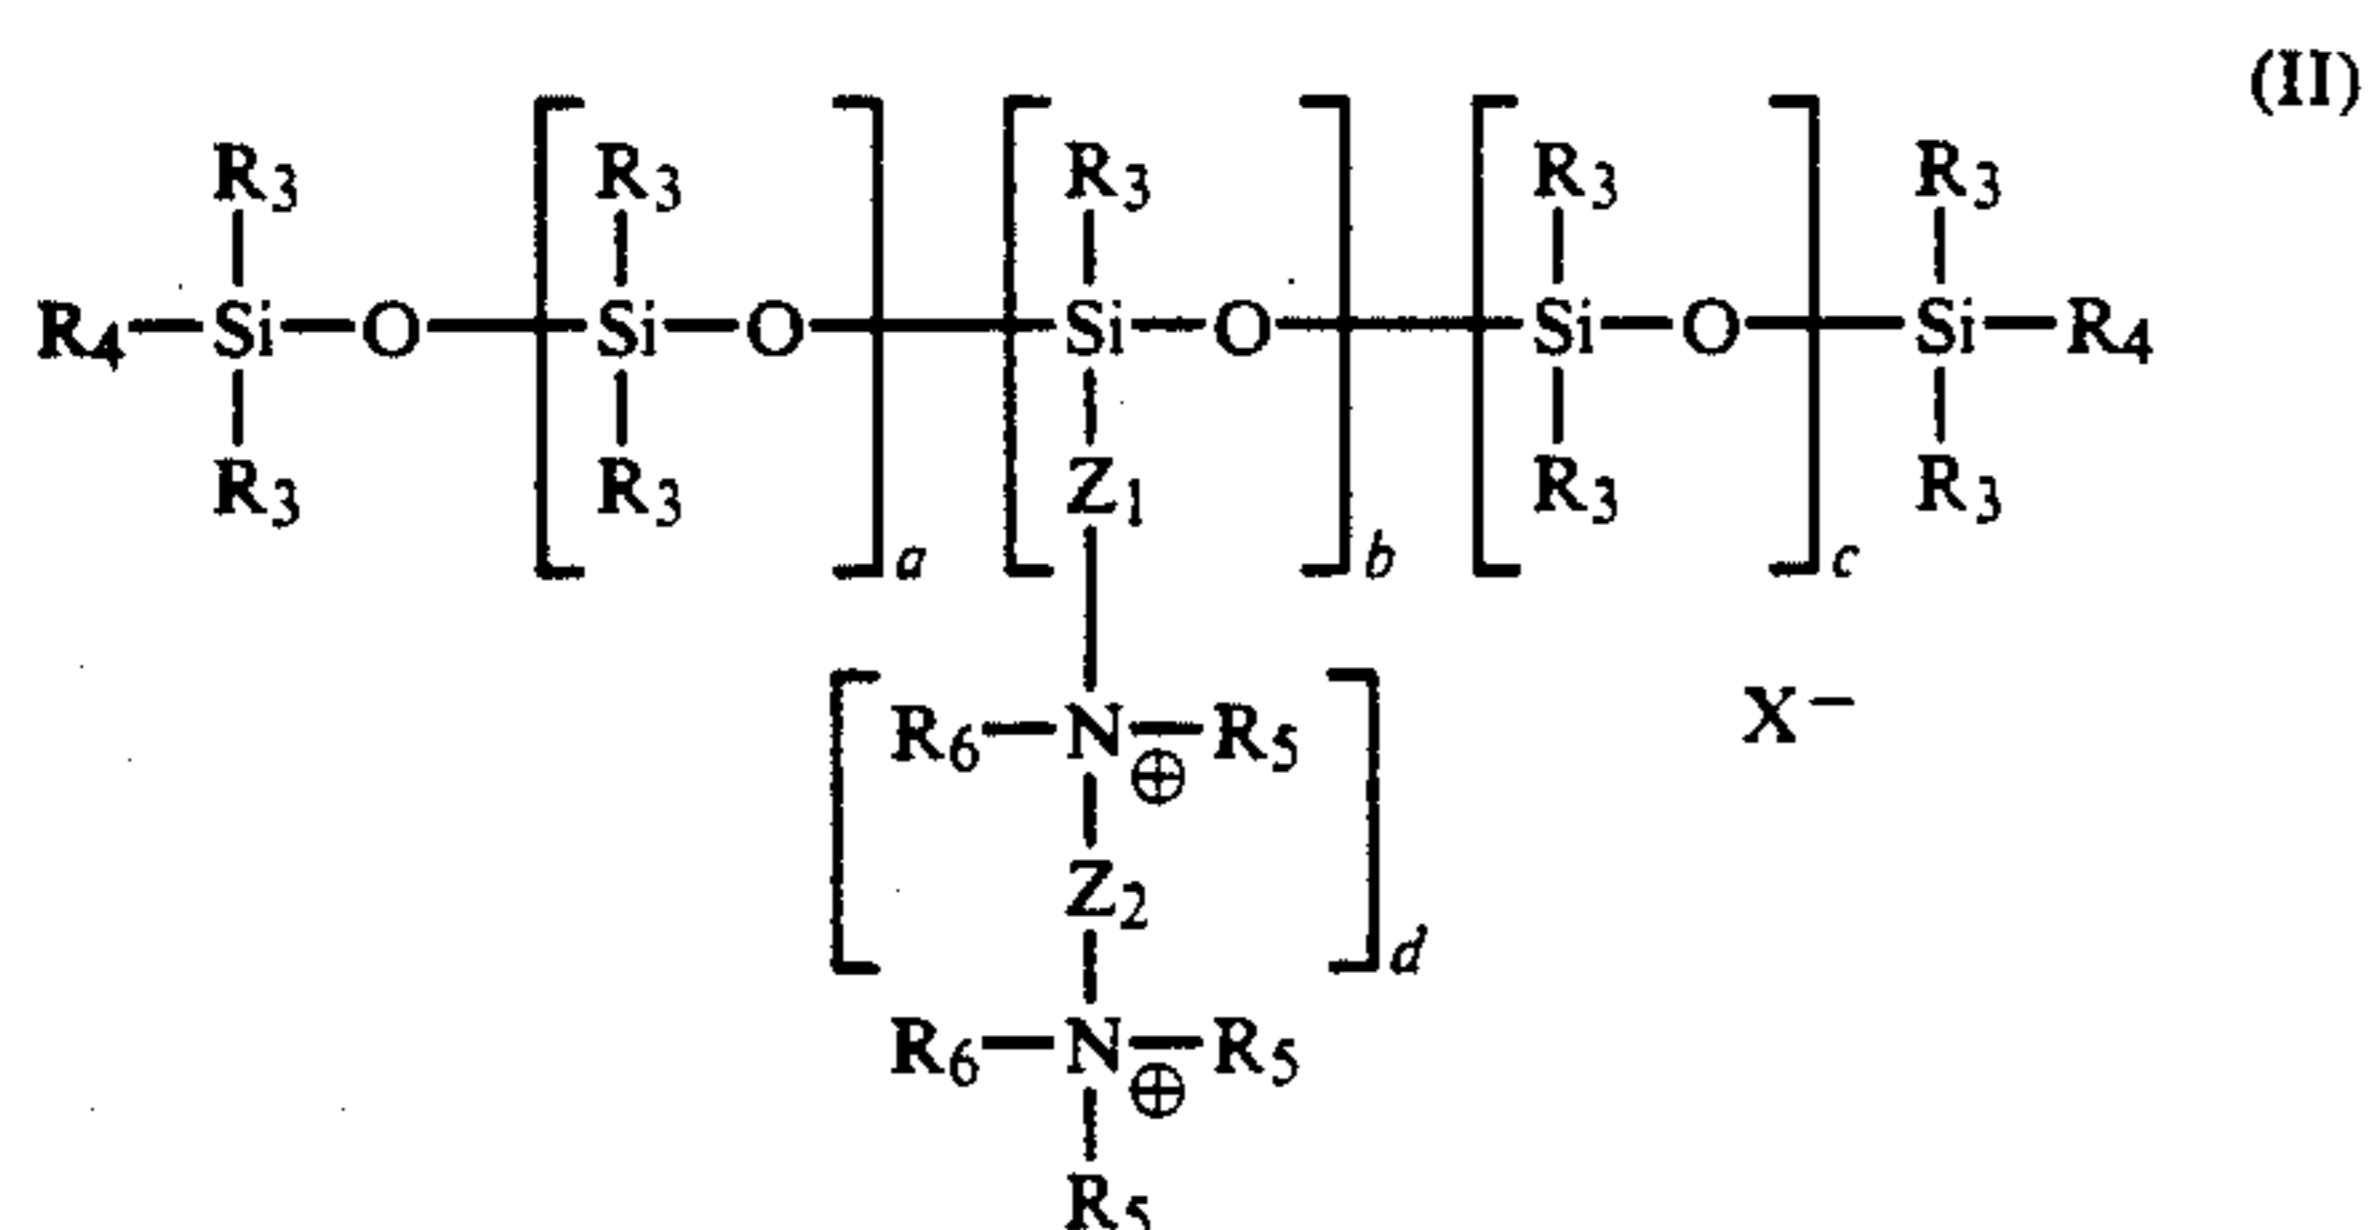 (II)
R3 R3 R3 R3 R3
R4—Si—O—[Si—O]a—[Si—O]b—[Si—O]c—Si—R4
R3 R3 Z1 R3 R3
[R6—N⊕—R5 X−
Z2]d
R6—N⊕—R5
R5